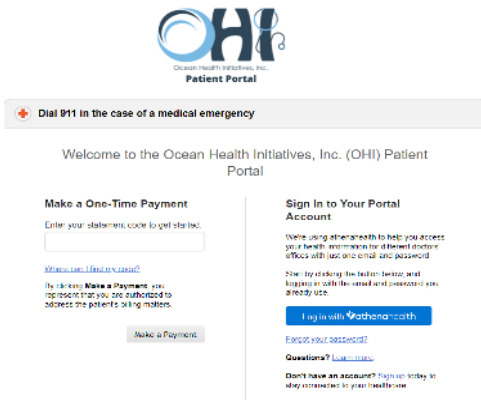 OHI
Ocean Health Initiatives, Inc.
Patient Portal
Dial 911 in the case of a medical emergency
Welcome to the Ocean Health Initiatives, Inc. (OHI) Patient
Portal
Make a One-Time Payment
Enter your statement code to get started.
Where can I find my code?
By clicking Make a Payment, you
represent that you are authorized to
address the patient's billing matters.
Make a Payment
Sign In to Your Portal
Account
We're using athenahealth to help you access
your health information for different doctors'
offices with just one email and password.
Start by clicking the button below, and
logging in with the email and password you
already use.
Log in with athenahealth
Forgot your password?
Questions? Learn more.
Don't have an account? Sign up today to
stay connected to your healthcare.